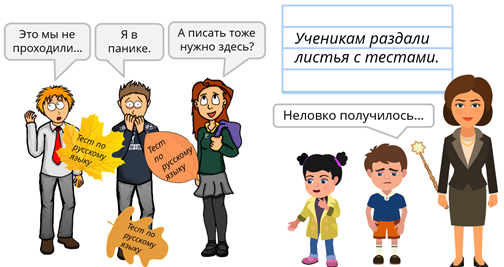 Это мы не
проходили...
Я в
панике.
А писать тоже
нужно здесь?
Тест по
русскому
языку
Тест
по
русскому
языку
Тест по
русскому
языку
Ученикам раздали
листья с тестами.
Неловко получилось...